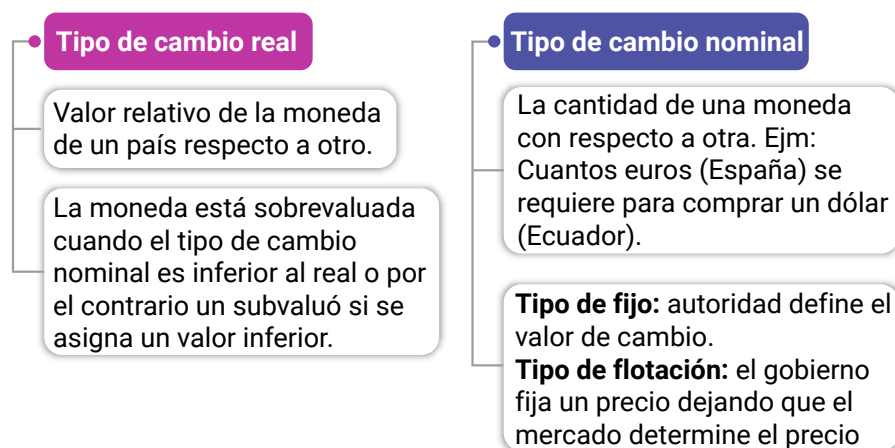 Tipo de cambio real
Valor relativo de la moneda
de un país respecto a otro.
La moneda está sobrevaluada
cuando el tipo de cambio
nominal es inferior al real o por
el contrario un subvaluó si se
asigna un valor inferior.
Tipo de cambio nominal
La cantidad de una moneda
con respecto a otra. Ejm:
Cuantos euros (España) se
requiere para comprar un dólar
(Ecuador).
Tipo de fijo: autoridad define el
valor de cambio.
Tipo de flotación: el gobierno
fija un precio dejando que el
mercado determine el precio